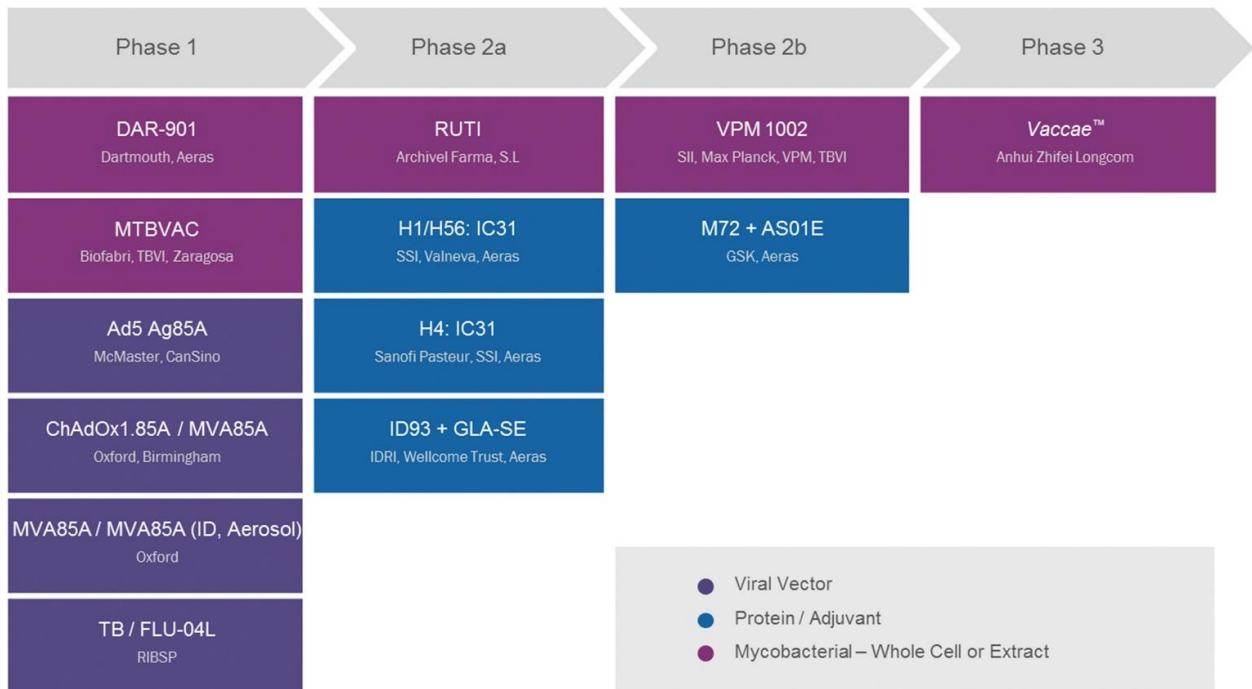 Phase 1
Phase 2a
Phase 2b
Phase 3
DAR-901
Dartmouth, Aeras
RUTI
Archivel Farma, S.L
VPM 1002
SII, Max Planck, VPM, TBVI
Vaccae™
Anhui Zhifei Longcom
MTBVAC
Biofabri, TBVI, Zaragosa
H1/H56: IC31
SSI, Valneva, Aeras
M72 + AS01E
GSK, Aeras
Ad5 Ag85A
McMaster, CanSino
H4: IC31
Sanofi Pasteur, SSI, Aeras
ChAdOx1.85A / MVA85A
Oxford, Birmingham
ID93 + GLA-SE
IDRI, Wellcome Trust, Aeras
MVA85A / MVA85A (ID, Aerosol)
Oxford
TB / FLU-04L
RIBSP
Viral Vector
Protein / Adjuvant
Mycobacterial – Whole Cell or Extract